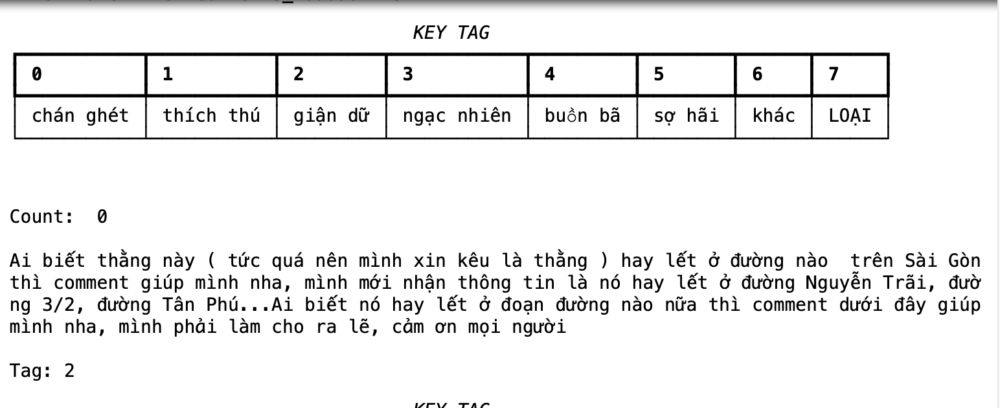 KEY TAG
0 1 2 3 4 5 6 7
chán ghét thích thú giận dữ ngạc nhiên buồn bã sợ hãi khác LOẠI
Count:  0
Ai biết thằng này ( tức quá nên mình xin kêu là thằng ) hay lết ở đường nào  trên Sài Gòn
thì comment giúp mình nha, mình mới nhận thông tin là nó hay lết ở đường Nguyễn Trãi, đườ
ng 3/2, đường Tân Phú...Ai biết nó hay lết ở đoạn đường nào nữa thì comment dưới đây giúp
mình nha, mình phải làm cho ra lẽ, cảm ơn mọi người
Tag: 2
KEY TAG